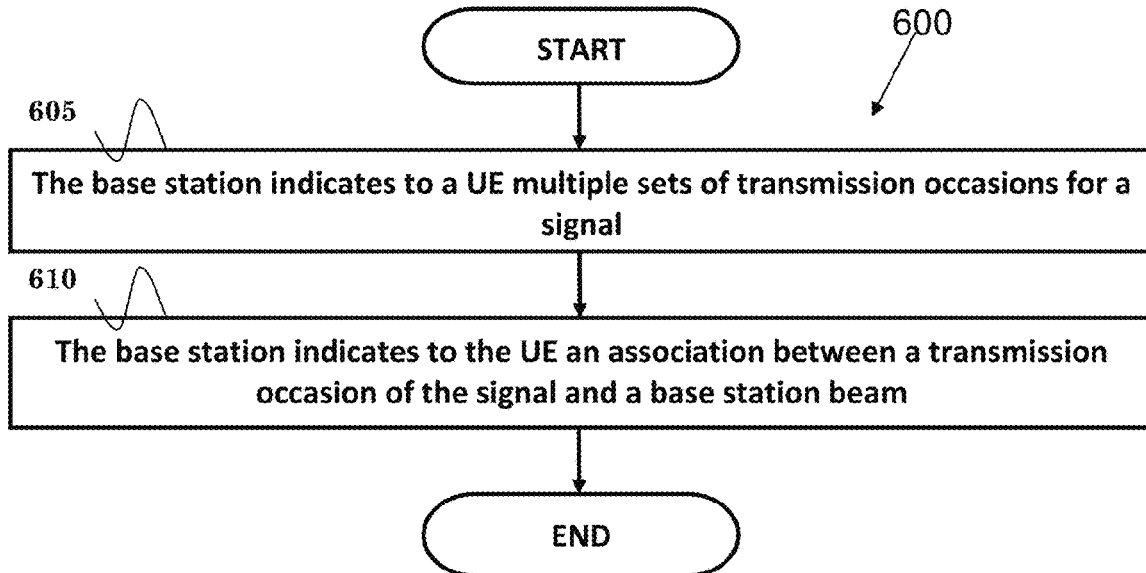 START
600
605
The base station indicates to a UE multiple sets of transmission occasions for a
signal
610
The base station indicates to the UE an association between a transmission
occasion of the signal and a base station beam
END